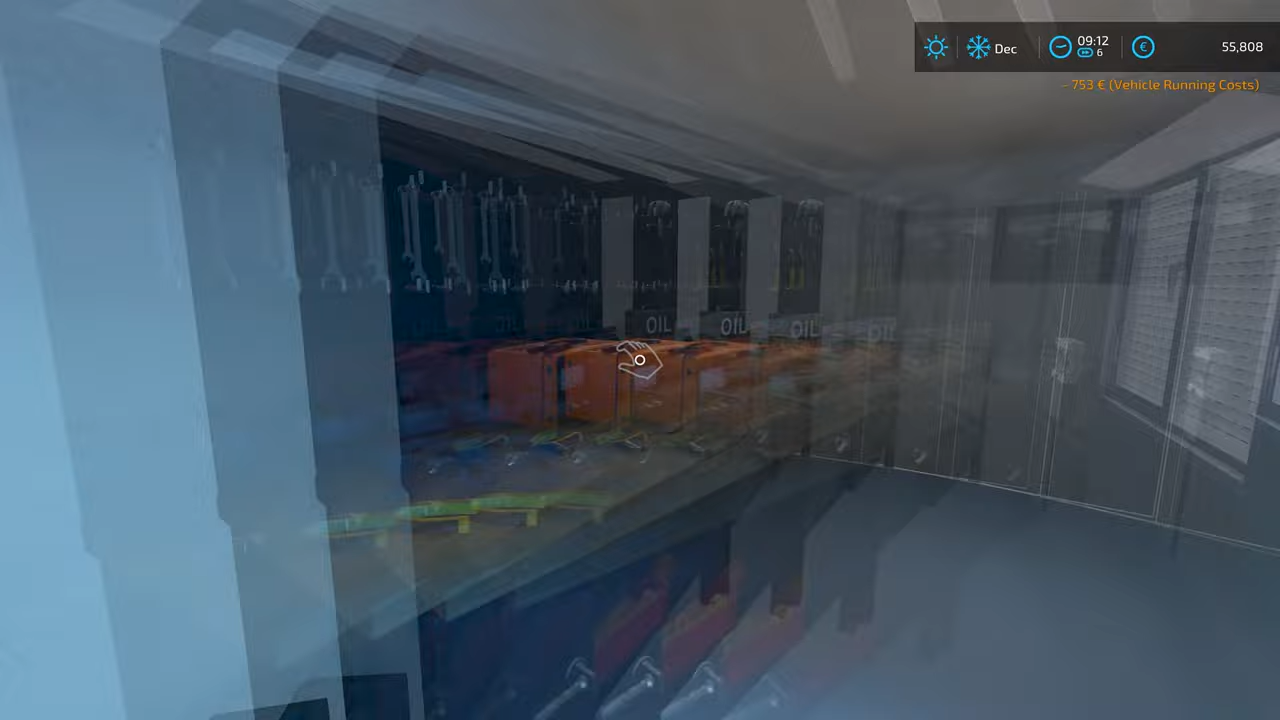 Dec 09:12 6 € 55,808
- 753 € (Vehicle Running Costs)
OIL OIL OIL OIL